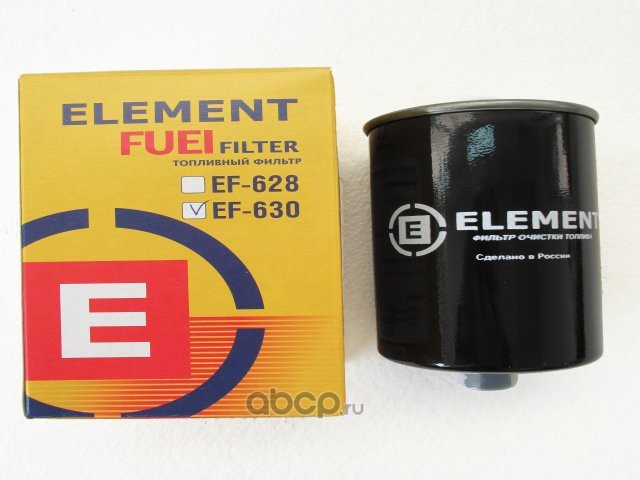 ELEMENT
FUEI FILTER
ТОПЛИВНЫЙ ФИЛЬТР
EF-628
EF-630
E
E ELEMENT
ФИЛЬТР ОЧИСТКИ ТОПЛИВА
Сделано в России
abcp.ru